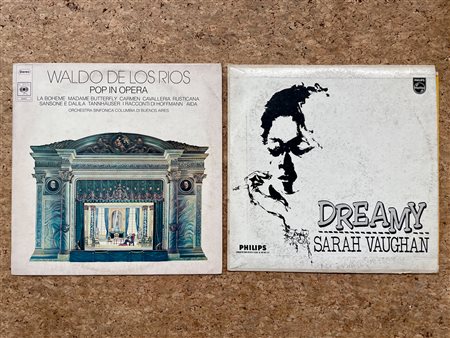 Stereo
CBS
WALDO DE LOS RIOS
POP IN OPERA
LA BOHEME MADAME BUTTERFLY CARMEN CAVALLERIA RUSTICANA
SANSONE E DALILA TANNHÄUSER I RACCONTI DI HOFFMANN AIDA
ORCHESTRA SINFONICA COLUMBIA DI BUENOS AIRES
PHILIPS
DREAMY
SARAH VAUGHAN
PHILIPS